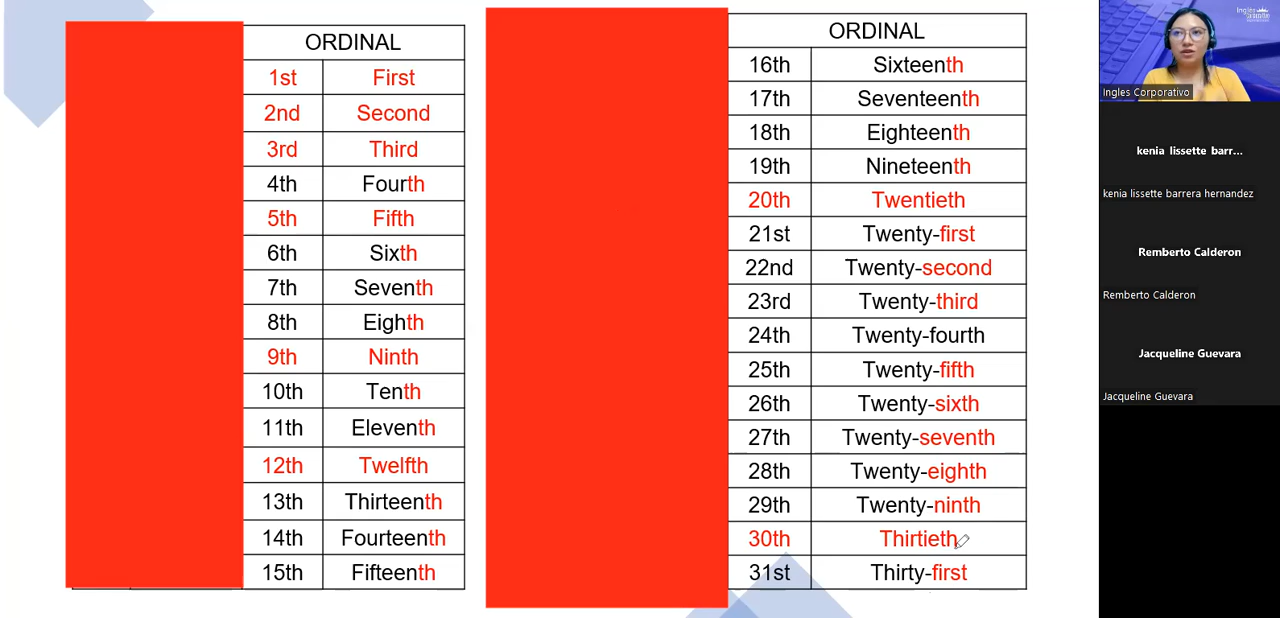 ORDINAL
1st First
2nd Second
3rd Third
4th Fourth
5th Fifth
6th Sixth
7th Seventh
8th Eighth
9th Ninth
10th Tenth
11th Eleventh
12th Twelfth
13th Thirteenth
14th Fourteenth
15th Fifteenth
ORDINAL
16th Sixteenth
17th Seventeenth
18th Eighteenth
19th Nineteenth
20th Twentieth
21st Twenty-first
22nd Twenty-second
23rd Twenty-third
24th Twenty-fourth
25th Twenty-fifth
26th Twenty-sixth
27th Twenty-seventh
28th Twenty-eighth
29th Twenty-ninth
30th Thirtieth
31st Thirty-first
Ingles
Ingles Corporativo
kenia lissette barr...
kenia lissette barrera hernandez
Remberto Calderon
Remberto Calderon
Jacqueline Guevara
Jacqueline Guevara